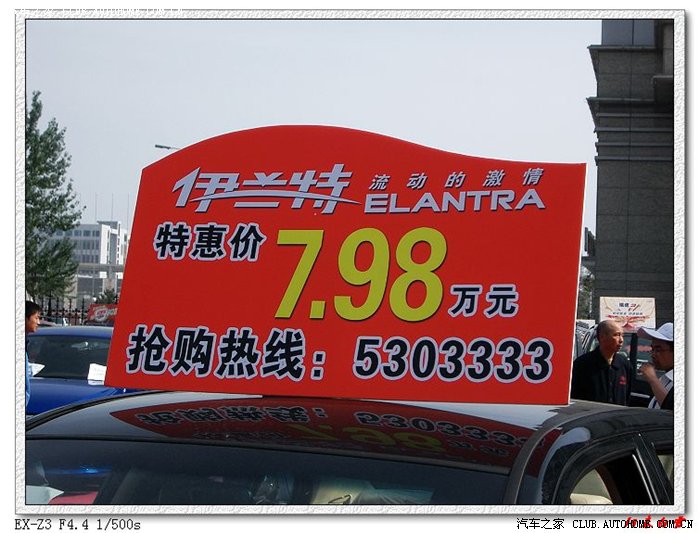 伊兰特 流动的激情
ELANTRA
特惠价 7.98 万元
抢购热线：5303333
EX-Z3 F4.4 1/500s
汽车之家 CLUB.AUTOHOME.COM.CN